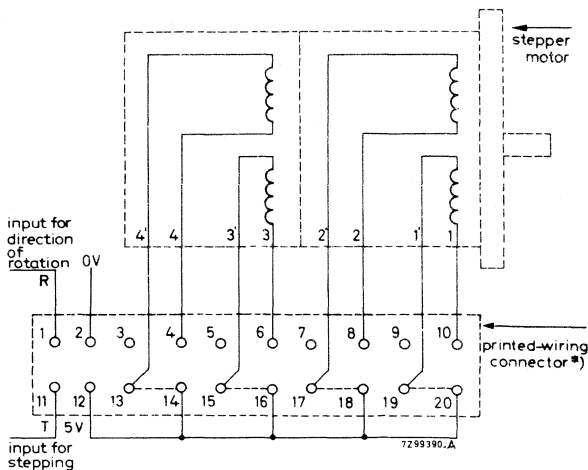 stepper
motor
4' 4 3' 3 2' 2 1' 1
input for
direction
of
rotation 0V
R
1 2 3 4 5 6 7 8 9 10
printed-wiring
connector*)
11 12 13 14 15 16 17 18 19 20
T 5V
7Z99390.A
input for
stepping